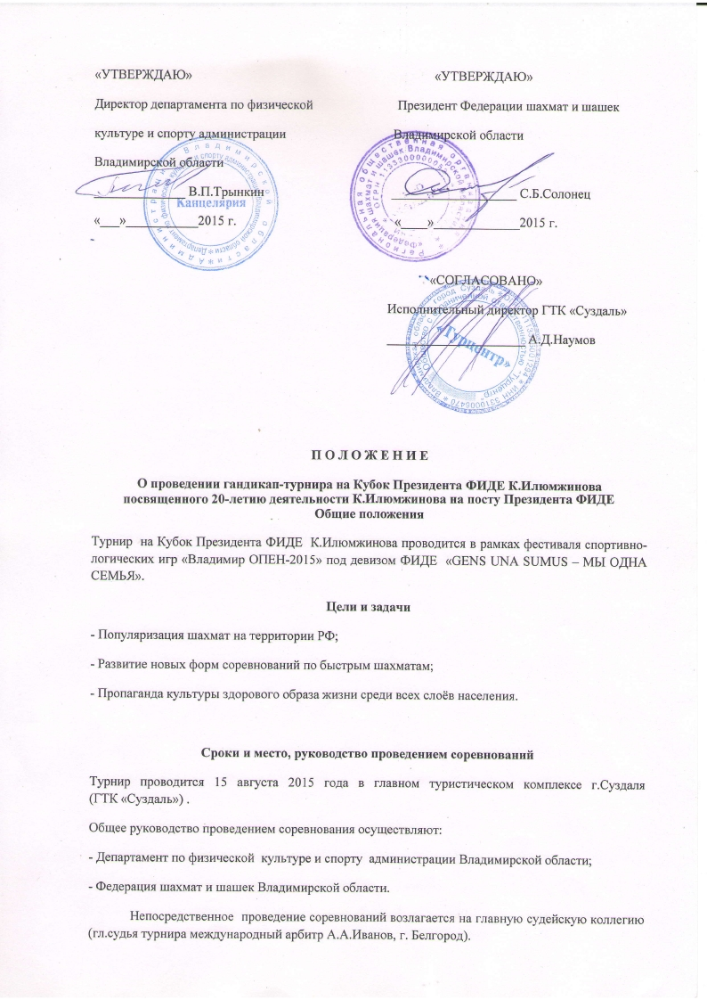 «УТВЕРЖДАЮ»
Директор департамента по физической
культуре и спорту администрации
Владимирской области
______________ В.П.Трынкин
«___»___________2015 г.
«УТВЕРЖДАЮ»
Президент Федерации шахмат и шашек
Владимирской области
___________________ С.Б.Солонец
«____»_____________2015 г.
Канцелярия
«СОГЛАСОВАНО»
Исполнительный директор ГТК «Суздаль»
_____________________ А.Д.Наумов
«Турцентр»
П О Л О Ж Е Н И Е
О проведении гандикап-турнира на Кубок Президента ФИДЕ К.Илюмжинова
посвященного 20-летию деятельности К.Илюмжинова на посту Президента ФИДЕ
Общие положения
Турнир на Кубок Президента ФИДЕ К.Илюмжинова проводится в рамках фестиваля спортивно-
логических игр «Владимир ОПЕН-2015» под девизом ФИДЕ «GENS UNA SUMUS – МЫ ОДНА
СЕМЬЯ».
Цели и задачи
- Популяризация шахмат на территории РФ;
- Развитие новых форм соревнований по быстрым шахматам;
- Пропаганда культуры здорового образа жизни среди всех слоёв населения.
Сроки и место, руководство проведением соревнований
Турнир проводится 15 августа 2015 года в главном туристическом комплексе г.Суздаля
(ГТК «Суздаль») .
Общее руководство проведением соревнования осуществляют:
- Департамент по физической культуре и спорту администрации Владимирской области;
- Федерация шахмат и шашек Владимирской области.
Непосредственное проведение соревнований возлагается на главную судейскую коллегию
(гл.судья турнира международный арбитр А.А.Иванов, г. Белгород).